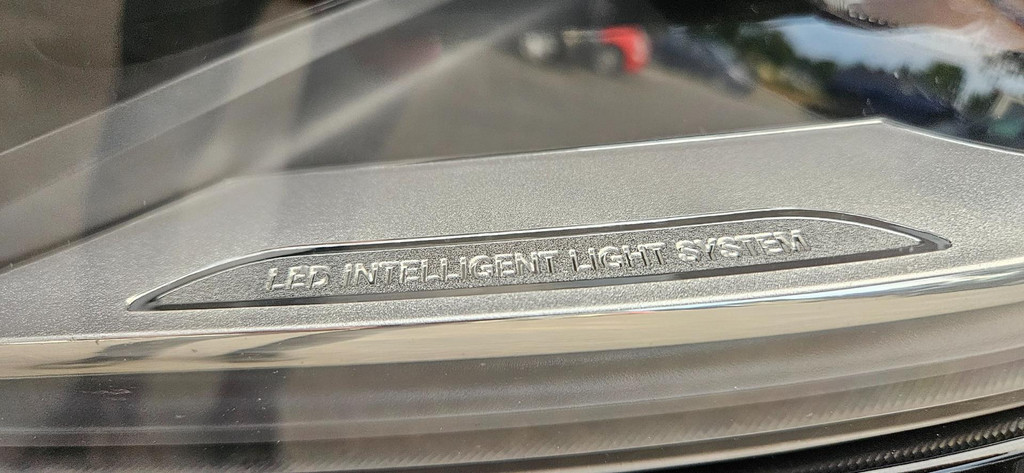 LED INTELLIGENT LIGHT SYSTEM